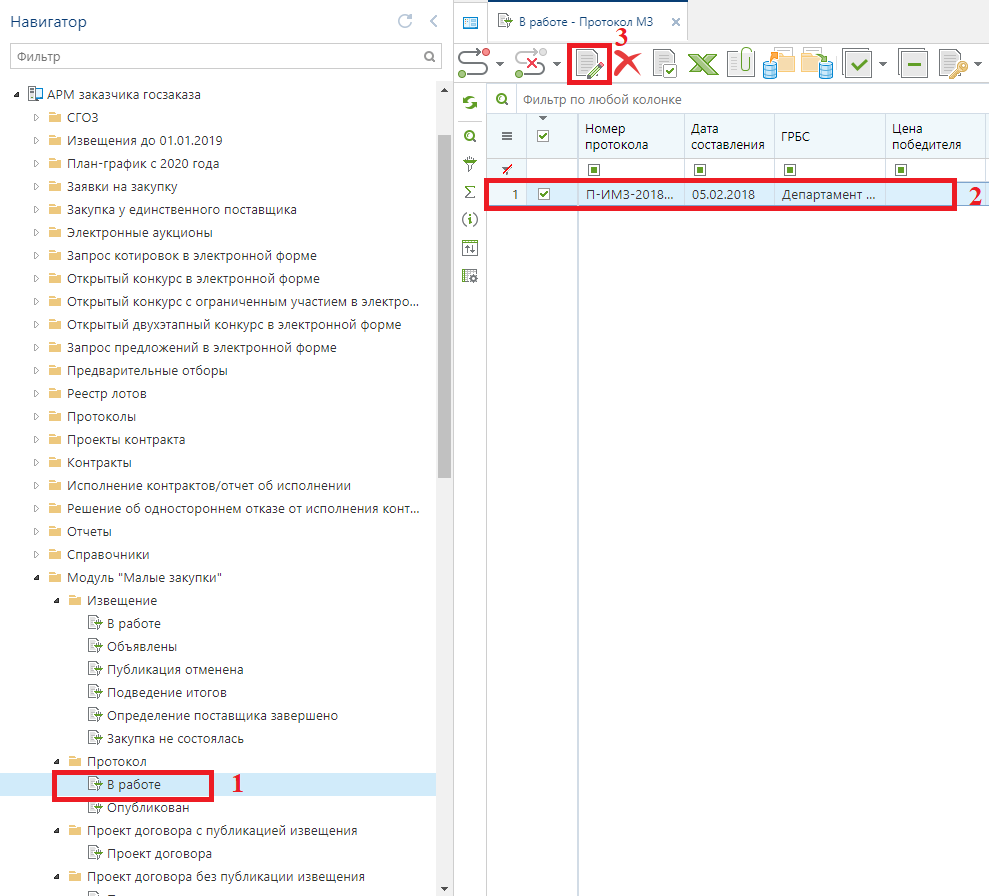 Навигатор
Фильтр
АРМ заказчика госзаказа
СГОЗ
Извещения до 01.01.2019
План-график с 2020 года
Заявки на закупку
Закупка у единственного поставщика
Электронные аукционы
Запрос котировок в электронной форме
Открытый конкурс в электронной форме
Открытый конкурс с ограниченным участием в электро...
Открытый двухэтапный конкурс в электронной форме
Запрос предложений в электронной форме
Предварительные отборы
Реестр лотов
Протоколы
Проекты контракта
Контракты
Исполнение контрактов/отчет об исполнении
Решение об одностороннем отказе от исполнения конт...
Отчеты
Справочники
Модуль "Малые закупки"
Извещение
В работе
Объявлены
Публикация отменена
Подведение итогов
Определение поставщика завершено
Закупка не состоялась
Протокол
В работе
1
Опубликован
Проект договора с публикацией извещения
Проект договора
Проект договора без публикации извещения
В работе - Протокол МЗ
3
Фильтр по любой колонке
Номер протокола
Дата составления
ГРБС
Цена победителя
1 П-ИМЗ-2018... 05.02.2018 Департамент ...
2